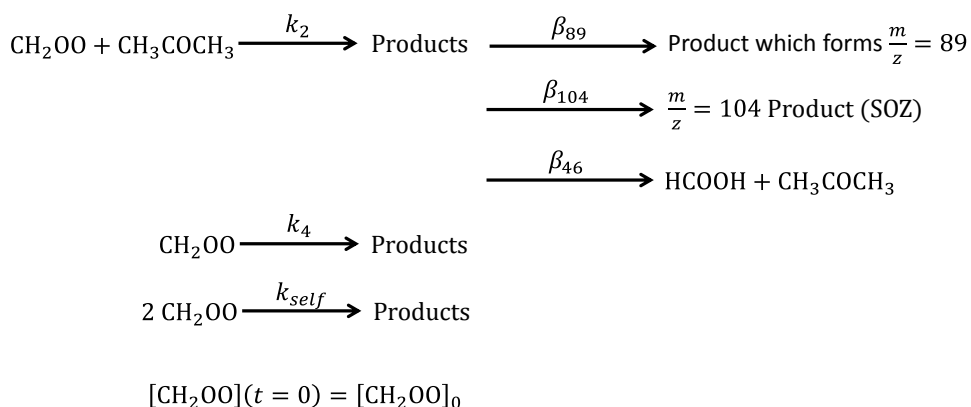 CH₂OO + CH₃COCH₃ k₂ Products β₈₉ Product which forms m/z = 89
β₁₀₄ m/z = 104 Product (SOZ)
β₄₆ HCOOH + CH₃COCH₃
CH₂OO k₄ Products
2 CH₂OO k_self Products
[CH₂OO](t = 0) = [CH₂OO]₀